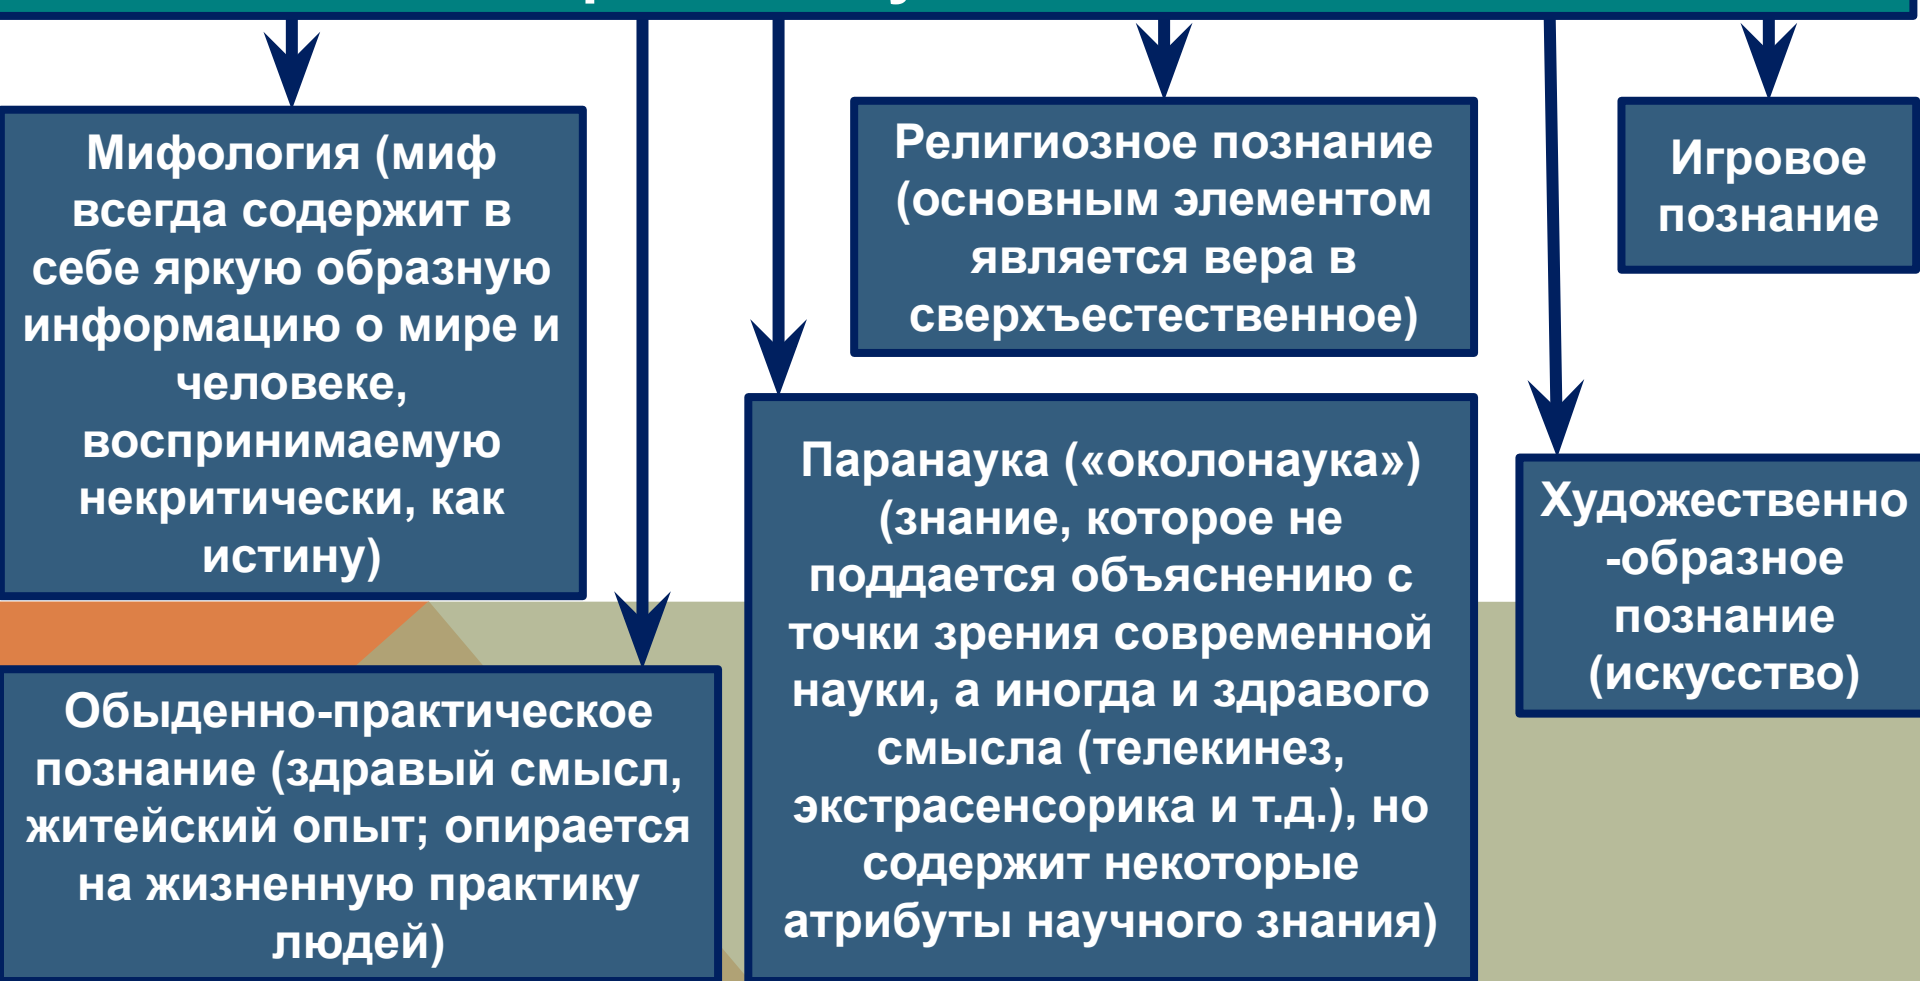 Мифология (миф
всегда содержит в
себе яркую образную
информацию о мире и
человеке,
воспринимаемую
некритически, как
истину)
Обыденно-практическое
познание (здравый смысл,
житейский опыт; опирается
на жизненную практику
людей)
Паранаука («околонаука»)
(знание, которое не
поддается объяснению с
точки зрения современной
науки, а иногда и здравого
смысла (телекинез,
экстрасенсорика и т.д.), но
содержит некоторые
атрибуты научного знания)
Религиозное познание
(основным элементом
является вера в
сверхъестественное)
Художественно
-образное
познание
(искусство)
Игровое
познание